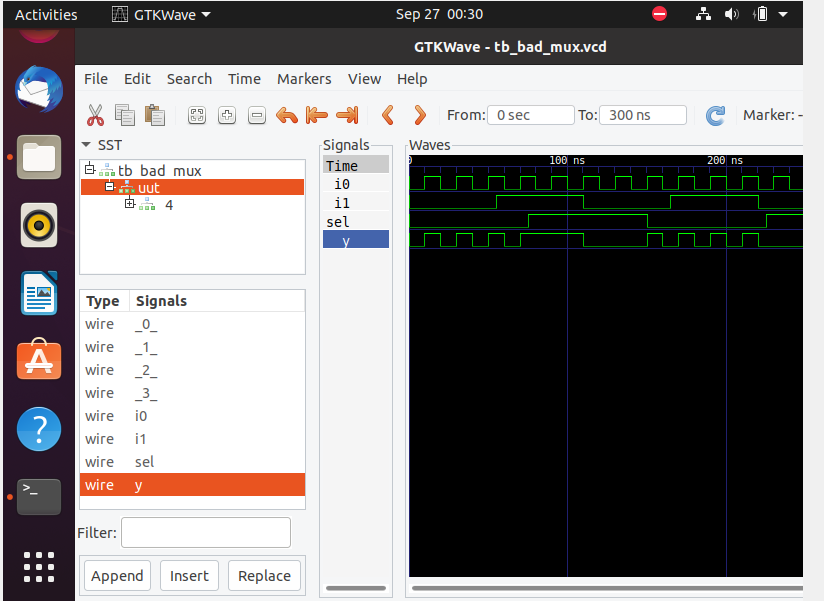 Activities GTKWave Sep 27 00:30
GTKWave - tb_bad_mux.vcd
File Edit Search Time Markers View Help
From: 0 sec To: 300 ns Marker: -
SST
tb_bad_mux
uut
4
Type Signals
wire _0_
wire _1_
wire _2_
wire _3_
wire i0
wire i1
wire sel
wire y
Filter:
Append Insert Replace
Signals
Time
i0
i1
sel
y
Waves
0 100 ns 200 ns